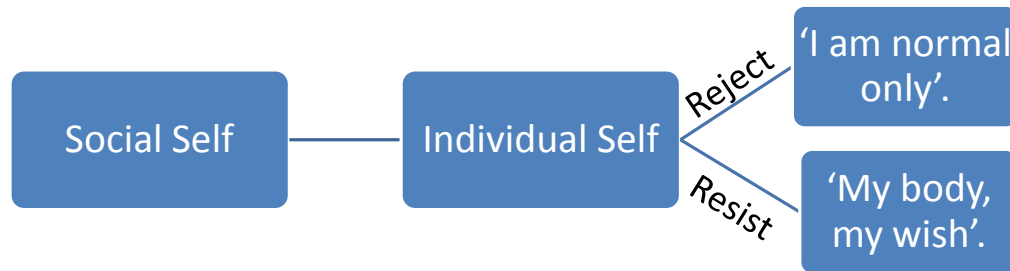 Social Self
Individual Self
Reject
‘I am normal
only’.
Resist
‘My body,
my wish’.